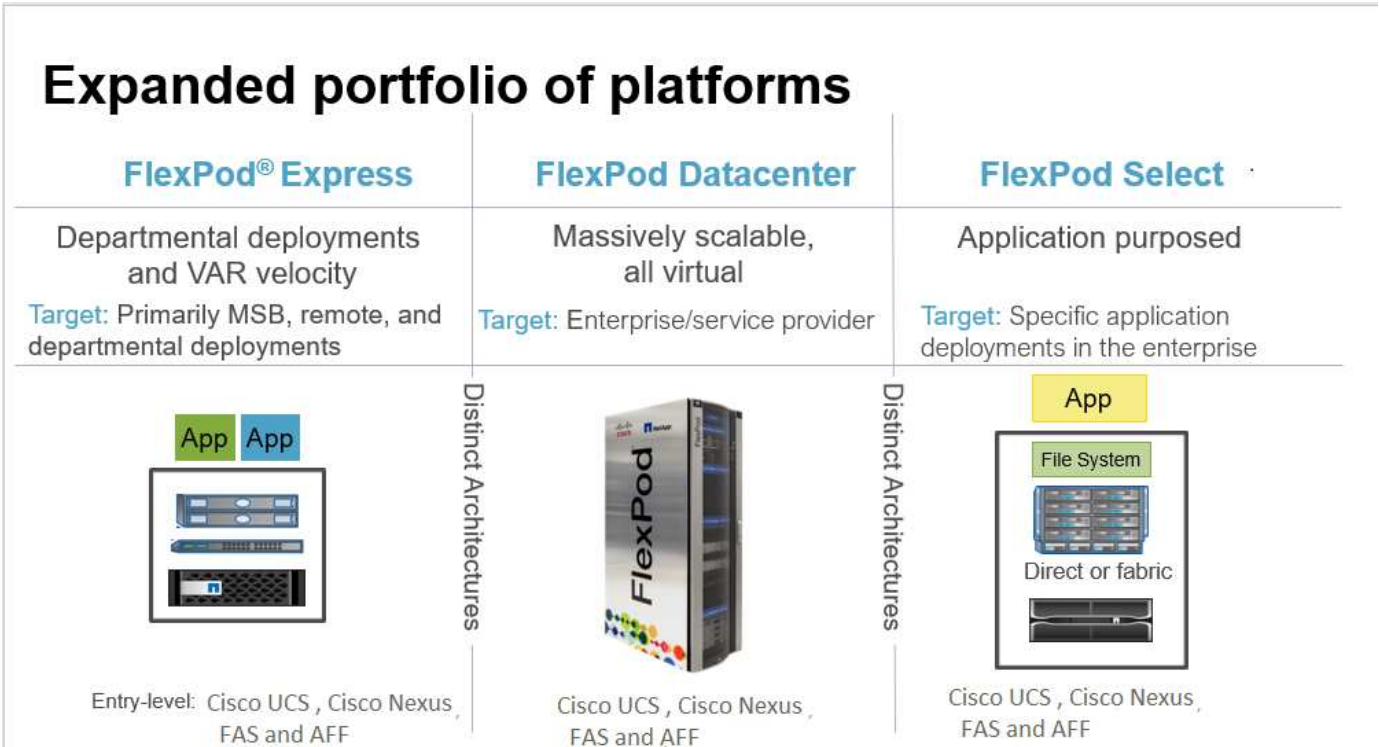 Expanded portfolio of platforms
FlexPod® Express
Departmental deployments
and VAR velocity
Target: Primarily MSB, remote, and
departmental deployments
App App
Entry-level: Cisco UCS , Cisco Nexus ,
FAS and AFF
Distinct Architectures
FlexPod Datacenter
Massively scalable,
all virtual
Target: Enterprise/service provider
CISCO NetApp
FlexPod
FlexPod
Cisco UCS , Cisco Nexus ,
FAS and AFF
Distinct Architectures
FlexPod Select .
Application purposed
Target: Specific application
deployments in the enterprise
App
File System
Direct or fabric
Cisco UCS , Cisco Nexus ,
FAS and AFF